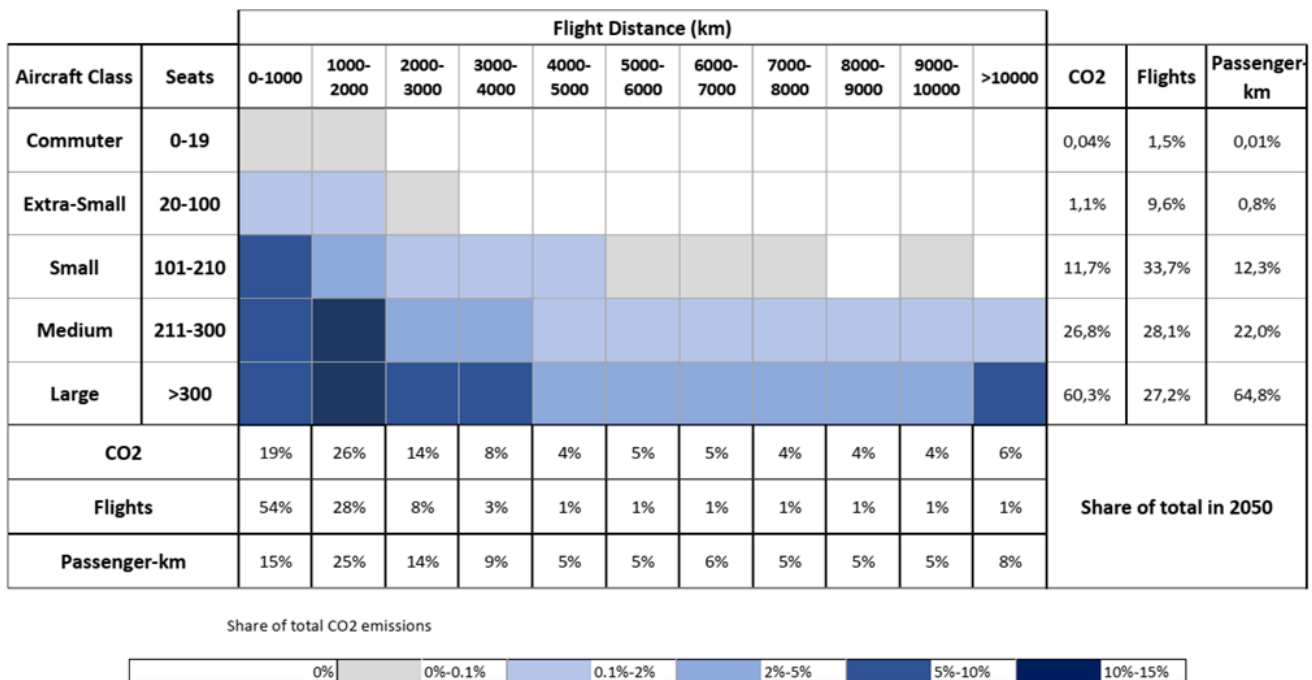 Flight Distance (km)
Aircraft Class Seats 0-1000 1000-2000 2000-3000 3000-4000 4000-5000 5000-6000 6000-7000 7000-8000 8000-9000 9000-10000 >10000 CO2 Flights Passenger-km
Commuter 0-19 0,04% 1,5% 0,01%
Extra-Small 20-100 1,1% 9,6% 0,8%
Small 101-210 11,7% 33,7% 12,3%
Medium 211-300 26,8% 28,1% 22,0%
Large >300 60,3% 27,2% 64,8%
CO2 19% 26% 14% 8% 4% 5% 5% 4% 4% 4% 6%
Flights 54% 28% 8% 3% 1% 1% 1% 1% 1% 1% 1% Share of total in 2050
Passenger-km 15% 25% 14% 9% 5% 5% 6% 5% 5% 5% 8%
Share of total CO2 emissions
0% 0%-0.1% 0.1%-2% 2%-5% 5%-10% 10%-15%